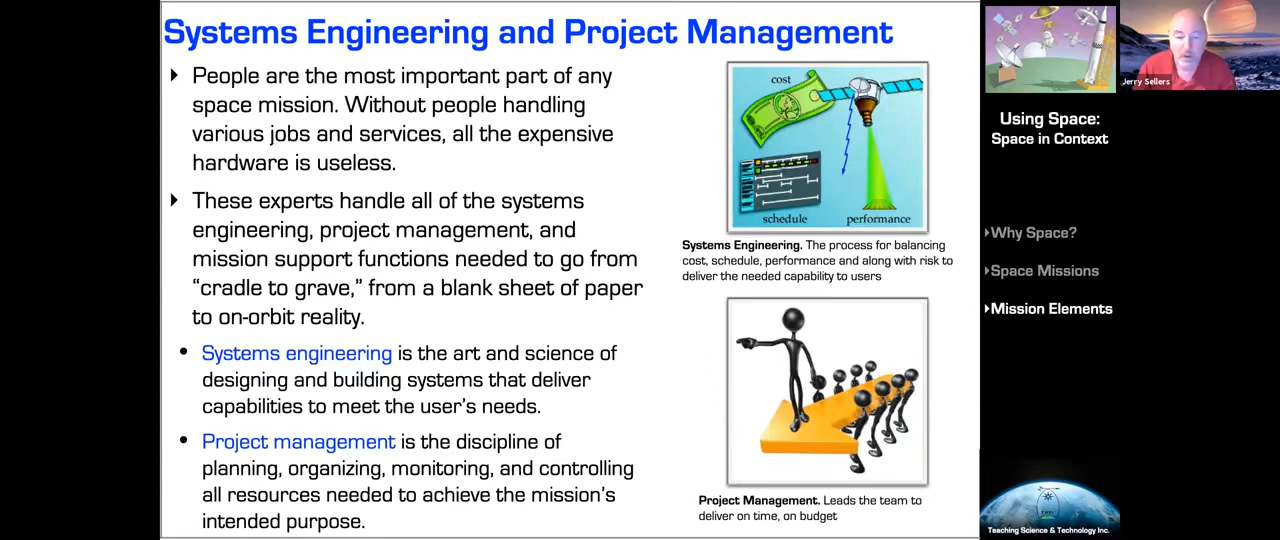 Systems Engineering and Project Management
People are the most important part of any
space mission. Without people handling
various jobs and services, all the expensive
hardware is useless.
These experts handle all of the systems
engineering, project management, and
mission support functions needed to go from
“cradle to grave,” from a blank sheet of paper
to on-orbit reality.
• Systems engineering is the art and science of
designing and building systems that deliver
capabilities to meet the user’s needs.
• Project management is the discipline of
planning, organizing, monitoring, and controlling
all resources needed to achieve the mission’s
intended purpose.
cost
schedule
performance
Systems Engineering. The process for balancing
cost, schedule, performance and along with risk to
deliver the needed capability to users
Project Management. Leads the team to
deliver on time, on budget
Jerry Sellers
Using Space:
Space in Context
Why Space?
Space Missions
Mission Elements
Teaching Science & Technology Inc.